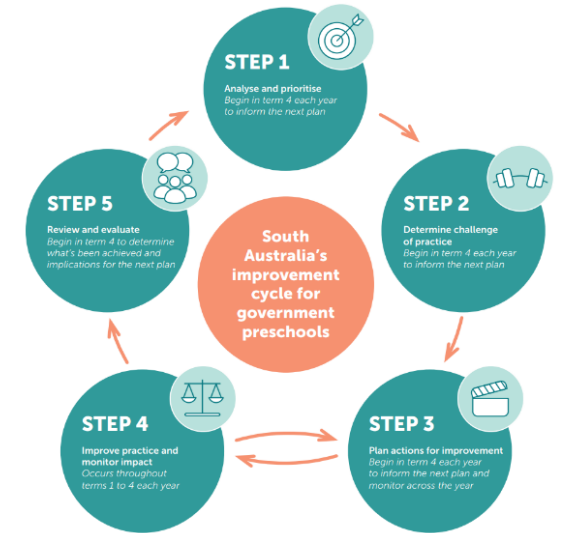 STEP 1
Analyse and prioritise
Begin in term 4 each year
to inform the next plan
STEP 2
Determine challenge
of practice
Begin in term 4 each year
to inform the next plan
STEP 3
Plan actions for improvement
Begin in term 4 each year
to inform the next plan and
monitor across the year
STEP 4
Improve practice and
monitor impact
Occurs throughout
terms 1 to 4 each year
STEP 5
Review and evaluate
Begin in term 4 to determine
what's been achieved and
implications for the next plan
South
Australia's
improvement
cycle for
government
preschools